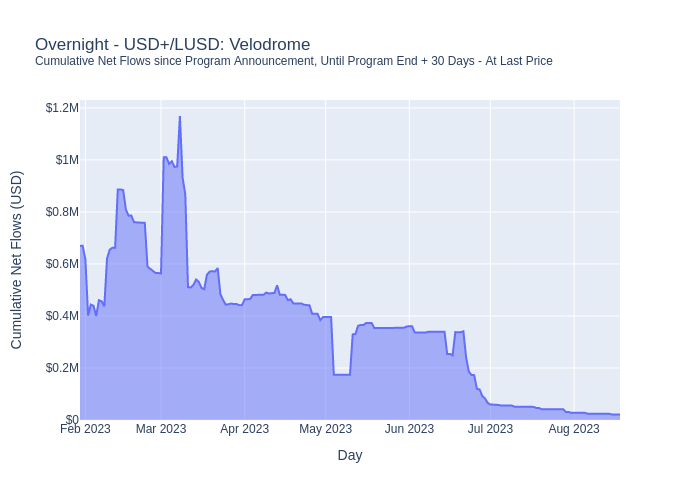 Overnight - USD+/LUSD: Velodrome
Cumulative Net Flows since Program Announcement, Until Program End + 30 Days - At Last Price
$1.2M
$1M
$0.8M
$0.6M
$0.4M
$0.2M
$0
Cumulative Net Flows (USD)
Feb 2023 Mar 2023 Apr 2023 May 2023 Jun 2023 Jul 2023 Aug 2023
Day